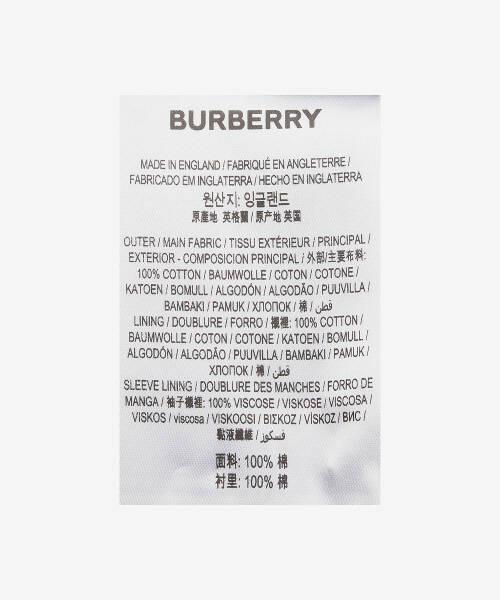 BURBERRY
MADE IN ENGLAND / FABRIQUÉ EN ANGLETERRE /
FABRICADO EM INGLATERRA / HECHO EN INGLATERRA
원산지: 잉글랜드
原產地 英格蘭 / 原产地 英国
OUTER / MAIN FABRIC / TISSU EXTÉRIEUR / PRINCIPAL /
EXTERIOR - COMPOSICION PRINCIPAL / 外部/主要布料:
100% COTTON / BAUMWOLLE / COTON / COTONE /
KATOEN / BOMULL / ALGODÓN / ALGODÃO / PUUVILLA /
BAMBAKI / PAMUK / ХЛОПОК / 棉 / قطن /
LINING / DOUBLURE / FORRO / 襯裡: 100% COTTON /
BAUMWOLLE / COTON / COTONE / KATOEN / BOMULL /
ALGODÓN / ALGODÃO / PUUVILLA / BAMBAKI / PAMUK /
ХЛОПОК / 棉 / قطن /
SLEEVE LINING / DOUBLURE DES MANCHES / FORRO DE
MANGA / 袖子襯裡: 100% VISCOSE / VISKOSE / VISCOSA /
VISKOS / viscosa / VISKOOSI / ΒΙΣΚΟΖ / VİSKOZ / ВИС /
黏液纖維 / فسكوز /
面料: 100% 棉
衬里: 100% 棉